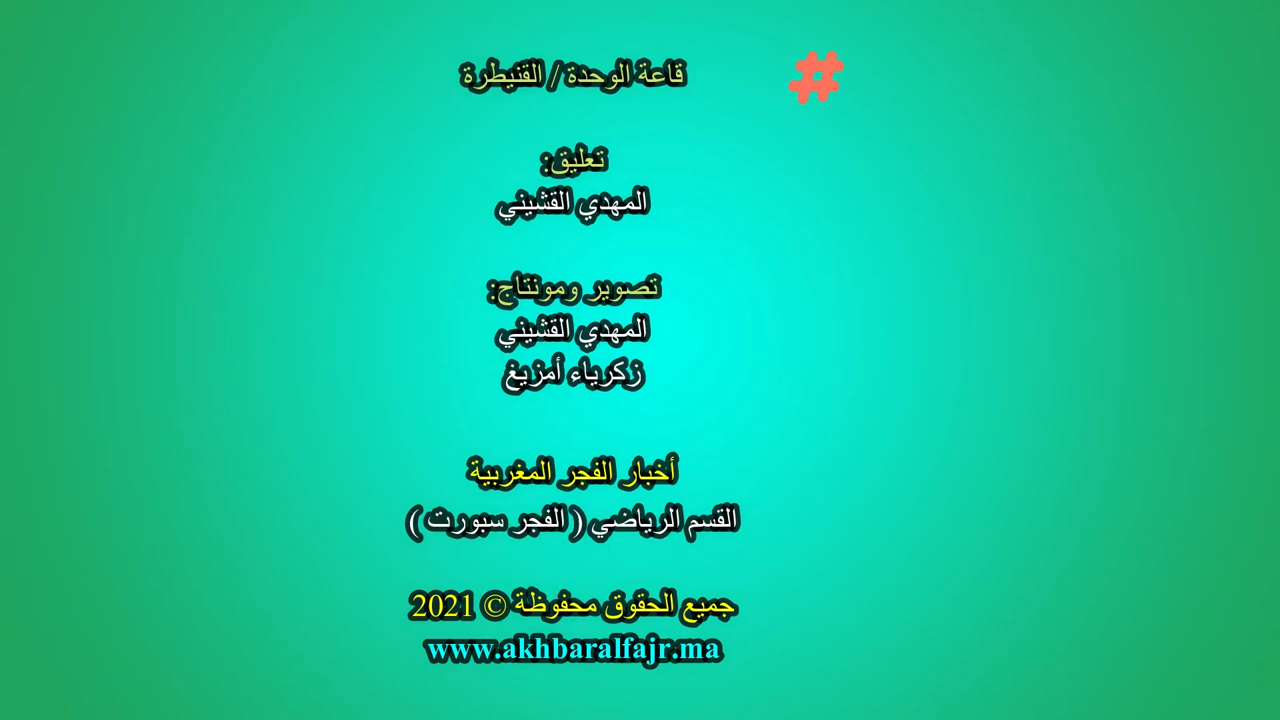 #
قاعة الوحدة / القنيطرة
تعليق:
المهدي القشيني
تصوير ومونتاج:
المهدي القشيني
زكرياء أمزيغ
أخبار الفجر المغربية
القسم الرياضي ( الفجر سبورت )
جميع الحقوق محفوظة © 2021
www.akhbaralfajr.ma